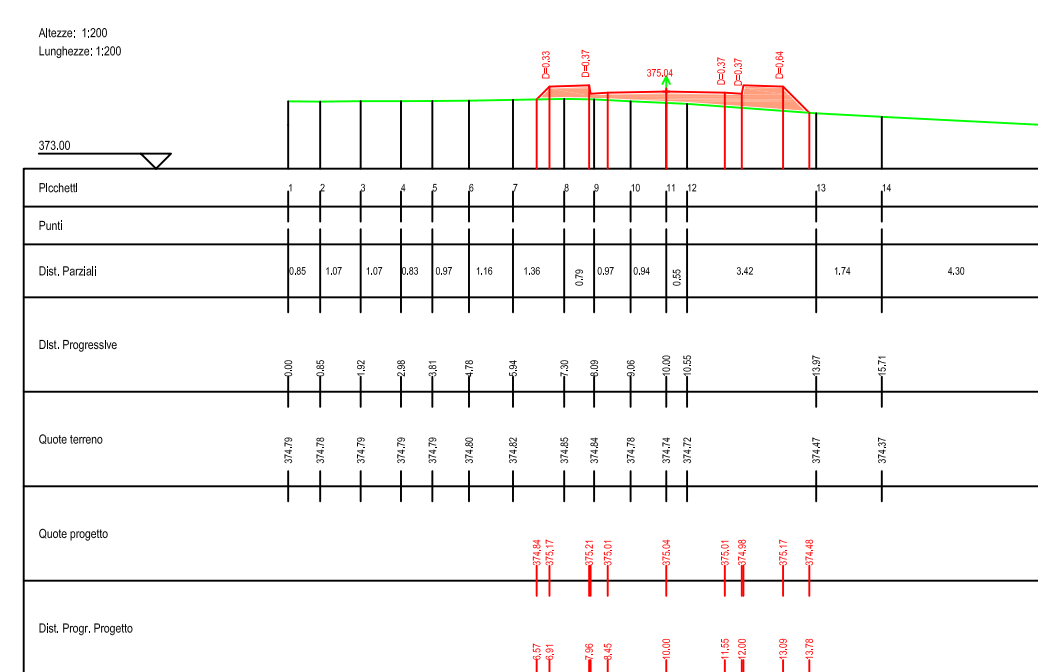 Altezze: 1:200
Lunghezze: 1:200
D=0.33 D=0.37 375.04 D=0.37 D=0.37 D=0.64
373.00
Picchetti 1 2 3 4 5 6 7 8 9 10 11 12 13 14
Punti
Dist. Parziali 0.85 1.07 1.07 0.83 0.97 1.16 1.36 0.79 0.97 0.94 0.55 3.42 1.74 4.30
Dist. Progressive 0.00 0.85 1.92 2.98 3.81 4.78 5.94 7.30 8.09 9.06 10.00 10.55 13.97 15.71
Quote terreno 374.79 374.78 374.79 374.79 374.79 374.80 374.82 374.85 374.84 374.78 374.74 374.72 374.47 374.37
Quote progetto 374.84 375.17 375.21 375.01 375.04 375.01 374.98 375.17 374.48
Dist. Progr. Progetto 6.57 6.91 7.96 8.45 10.00 11.55 12.00 13.09 13.78